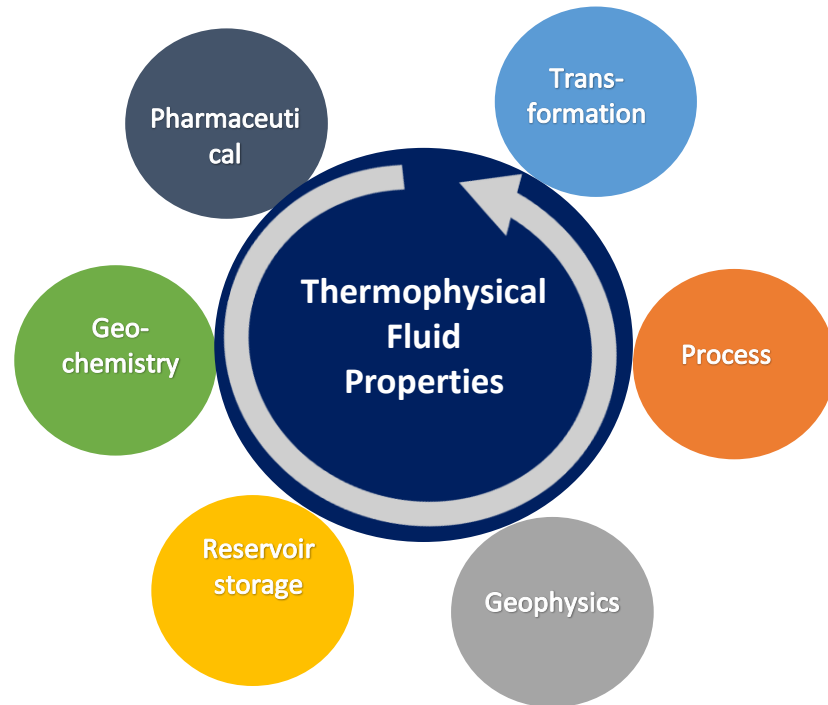 Trans-
formation
Pharmaceuti
cal
Thermophysical
Fluid
Properties
Geo-
chemistry
Process
Reservoir
storage
Geophysics